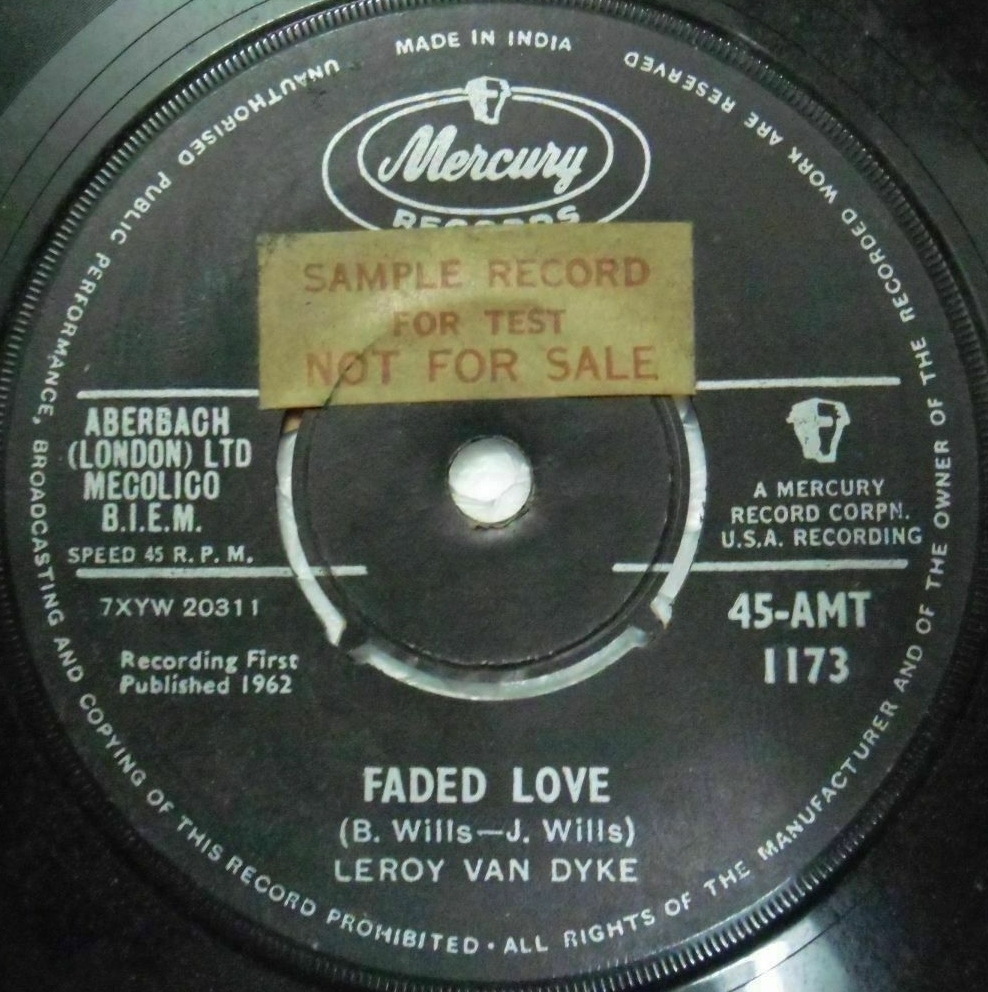 MADE IN INDIA
Mercury
RECORDS
SAMPLE RECORD
FOR TEST
NOT FOR SALE
ABERBACH
(LONDON) LTD
MECOLICO
B.I.E.M.
SPEED 45 R.P.M.
A MERCURY
RECORD CORPN.
U.S.A. RECORDING
7XYW 20311
45-AMT
1173
Recording First
Published 1962
FADED LOVE
(B. Wills—J. Wills)
LEROY VAN DYKE
UNAUTHORISED PUBLIC PERFORMANCE, BROADCASTING AND COPYING OF THIS RECORD PROHIBITED · ALL RIGHTS OF THE MANUFACTURER AND OF THE OWNER OF THE RECORDED WORK ARE RESERVED